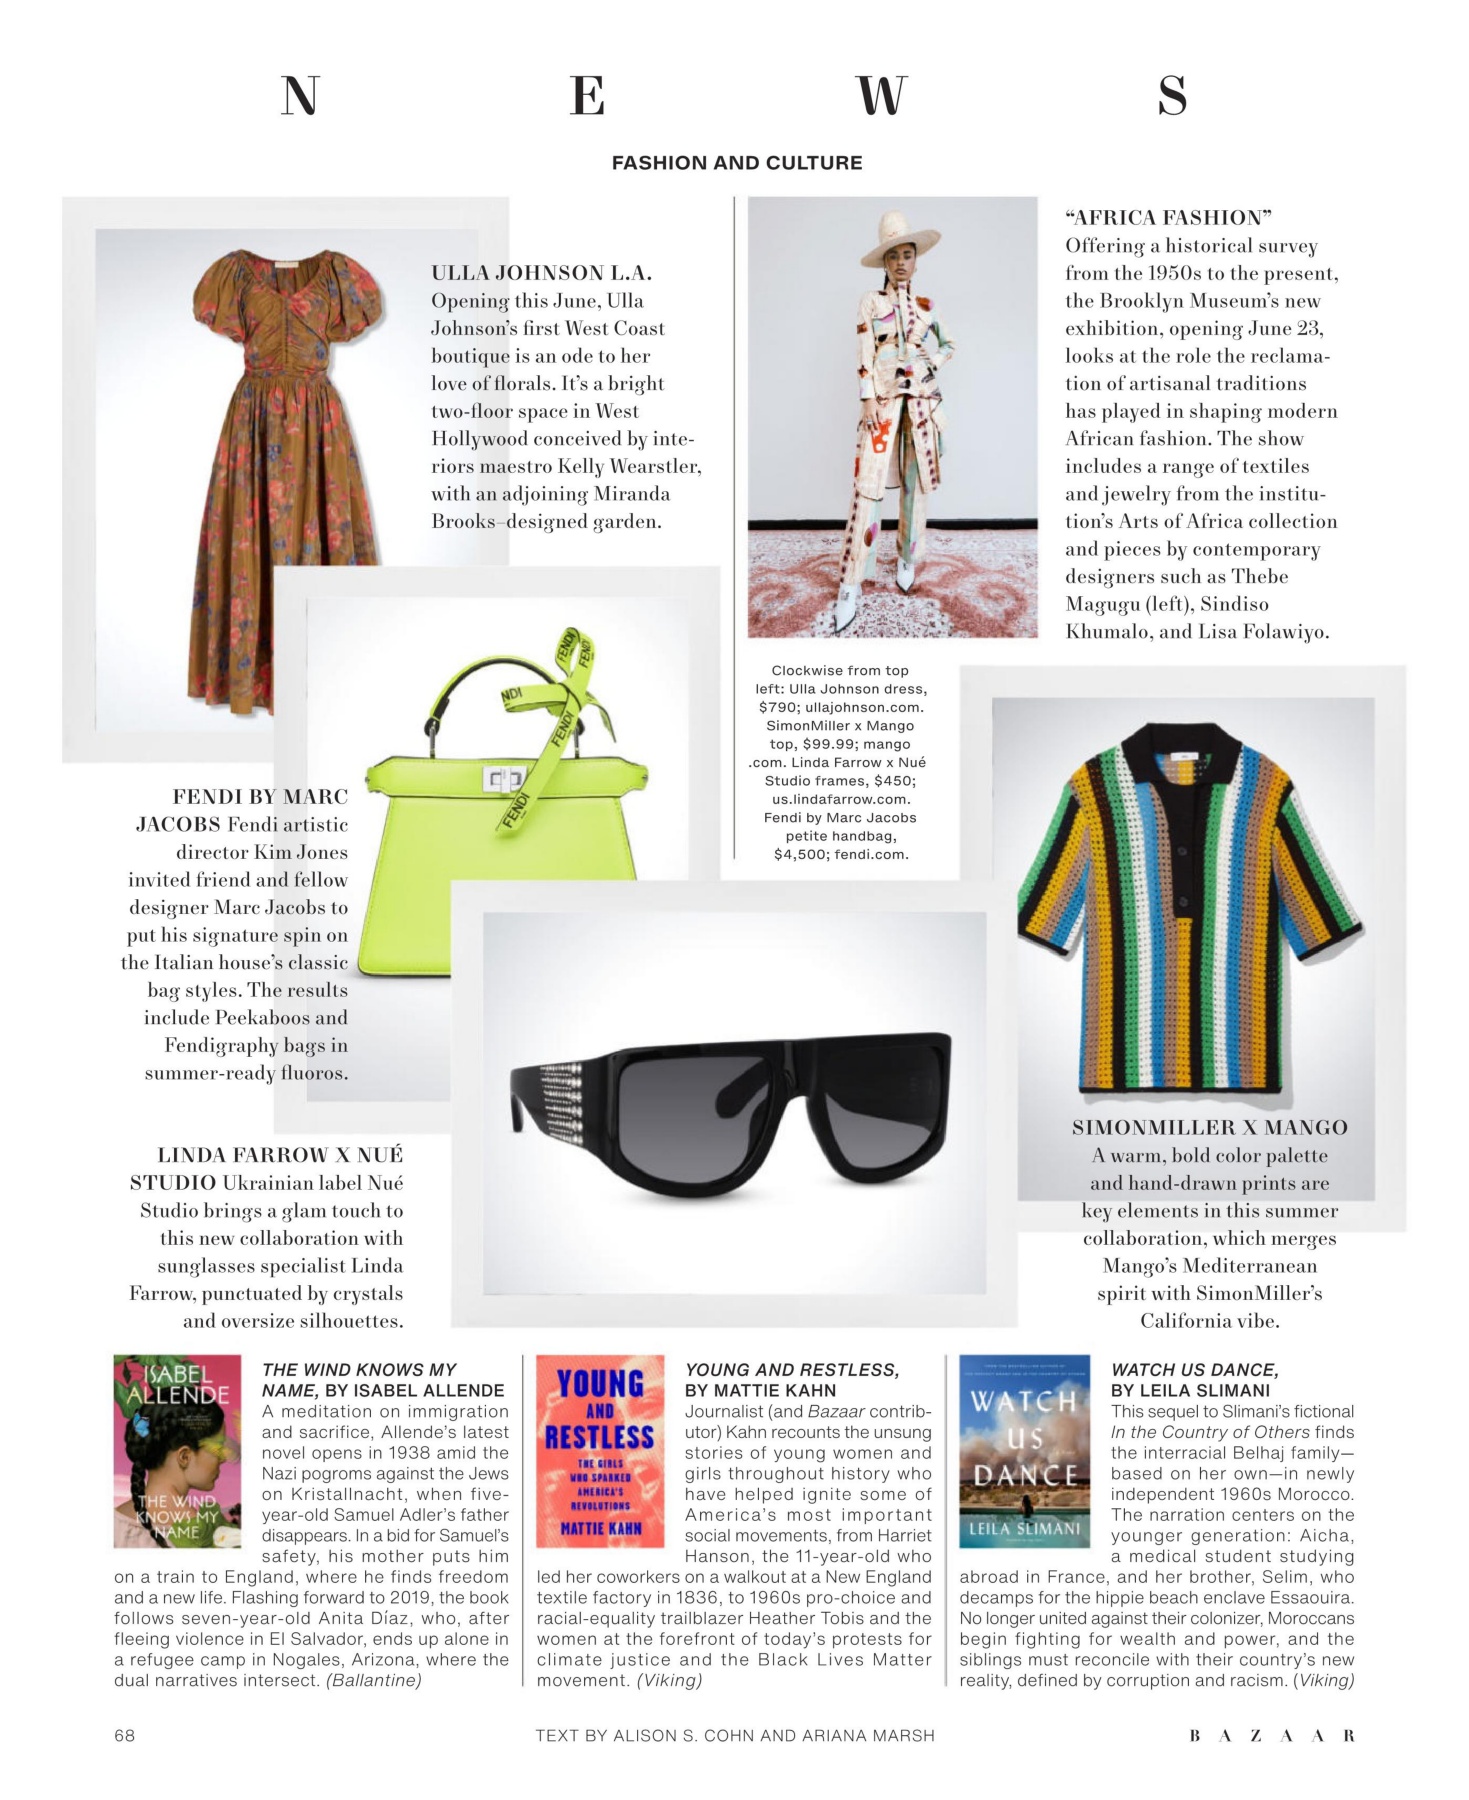 N E W S
FASHION AND CULTURE
ULLA JOHNSON L.A.
Opening this June, Ulla
Johnson’s first West Coast
boutique is an ode to her
love of florals. It’s a bright
two-floor space in West
Hollywood conceived by inte-
riors maestro Kelly Wearstler,
with an adjoining Miranda
Brooks–designed garden.
“AFRICA FASHION”
Offering a historical survey
from the 1950s to the present,
the Brooklyn Museum’s new
exhibition, opening June 23,
looks at the role the reclama-
tion of artisanal traditions
has played in shaping modern
African fashion. The show
includes a range of textiles
and jewelry from the institu-
tion’s Arts of Africa collection
and pieces by contemporary
designers such as Thebe
Magugu (left), Sindiso
Khumalo, and Lisa Folawiyo.
Clockwise from top
left: Ulla Johnson dress,
$790; ullajohnson.com.
SimonMiller x Mango
top, $99.99; mango
.com. Linda Farrow x Nué
Studio frames, $450;
us.lindafarrow.com.
Fendi by Marc Jacobs
petite handbag,
$4,500; fendi.com.
FENDI
FENDI
NDI
FENDI
FENDI
FENDI BY MARC
JACOBS Fendi artistic
director Kim Jones
invited friend and fellow
designer Marc Jacobs to
put his signature spin on
the Italian house’s classic
bag styles. The results
include Peekaboos and
Fendigraphy bags in
summer-ready fluoros.
LINDA FARROW X NUÉ
STUDIO Ukrainian label Nué
Studio brings a glam touch to
this new collaboration with
sunglasses specialist Linda
Farrow, punctuated by crystals
and oversize silhouettes.
SIMONMILLER X MANGO
A warm, bold color palette
and hand-drawn prints are
key elements in this summer
collaboration, which merges
Mango’s Mediterranean
spirit with SimonMiller’s
California vibe.
ISABEL
ALLENDE
THE WIND
KNOWS MY
NAME
THE WIND KNOWS MY
NAME, BY ISABEL ALLENDE
A meditation on immigration
and sacrifice, Allende’s latest
novel opens in 1938 amid the
Nazi pogroms against the Jews
on Kristallnacht, when five-
year-old Samuel Adler’s father
disappears. In a bid for Samuel’s
safety, his mother puts him
on a train to England, where he finds freedom
and a new life. Flashing forward to 2019, the book
follows seven-year-old Anita Díaz, who, after
fleeing violence in El Salvador, ends up alone in
a refugee camp in Nogales, Arizona, where the
dual narratives intersect. (Ballantine)
YOUNG
AND
RESTLESS
THE GIRLS
WHO SPARKED
AMERICA’S
REVOLUTIONS
MATTIE KAHN
YOUNG AND RESTLESS,
BY MATTIE KAHN
Journalist (and Bazaar contrib-
utor) Kahn recounts the unsung
stories of young women and
girls throughout history who
have helped ignite some of
America’s most important
social movements, from Harriet
Hanson, the 11-year-old who
led her coworkers on a walkout at a New England
textile factory in 1836, to 1960s pro-choice and
racial-equality trailblazer Heather Tobis and the
women at the forefront of today’s protests for
climate justice and the Black Lives Matter
movement. (Viking)
WATCH
US
DANCE
LEILA SLIMANI
WATCH US DANCE,
BY LEILA SLIMANI
This sequel to Slimani’s fictional
In the Country of Others finds
the interracial Belhaj family—
based on her own—in newly
independent 1960s Morocco.
The narration centers on the
younger generation: Aicha,
a medical student studying
abroad in France, and her brother, Selim, who
decamps for the hippie beach enclave Essaouira.
No longer united against their colonizer, Moroccans
begin fighting for wealth and power, and the
siblings must reconcile with their country’s new
reality, defined by corruption and racism. (Viking)
68
TEXT BY ALISON S. COHN AND ARIANA MARSH
BAZAAR